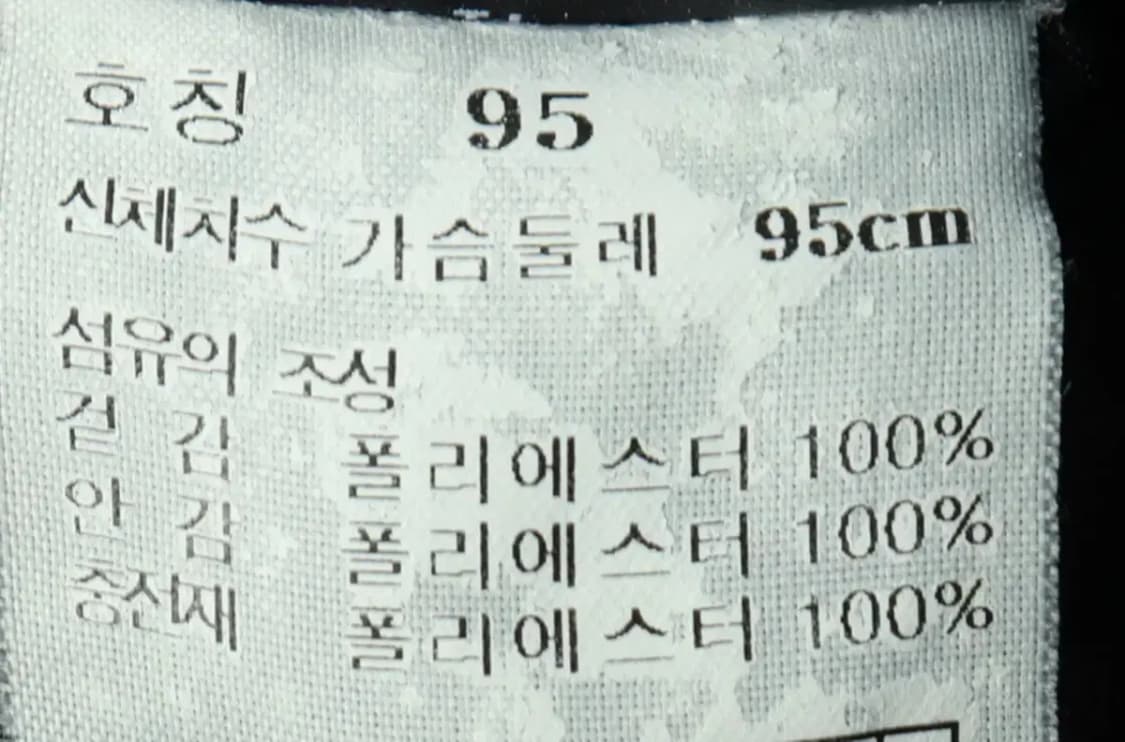 호칭 95
신체치수 가슴둘레 95cm
섬유의 조성
겉 감 폴리에스터 100%
안 감 폴리에스터 100%
충전재 폴리에스터 100%